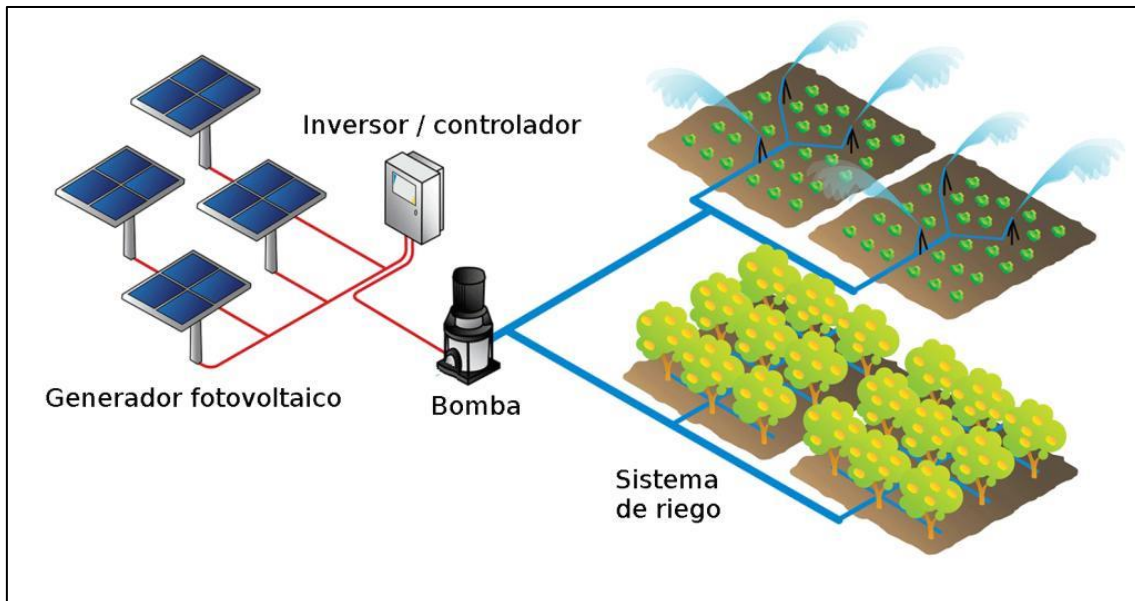 Inversor / controlador
Generador fotovoltaico
Bomba
Sistema
de riego